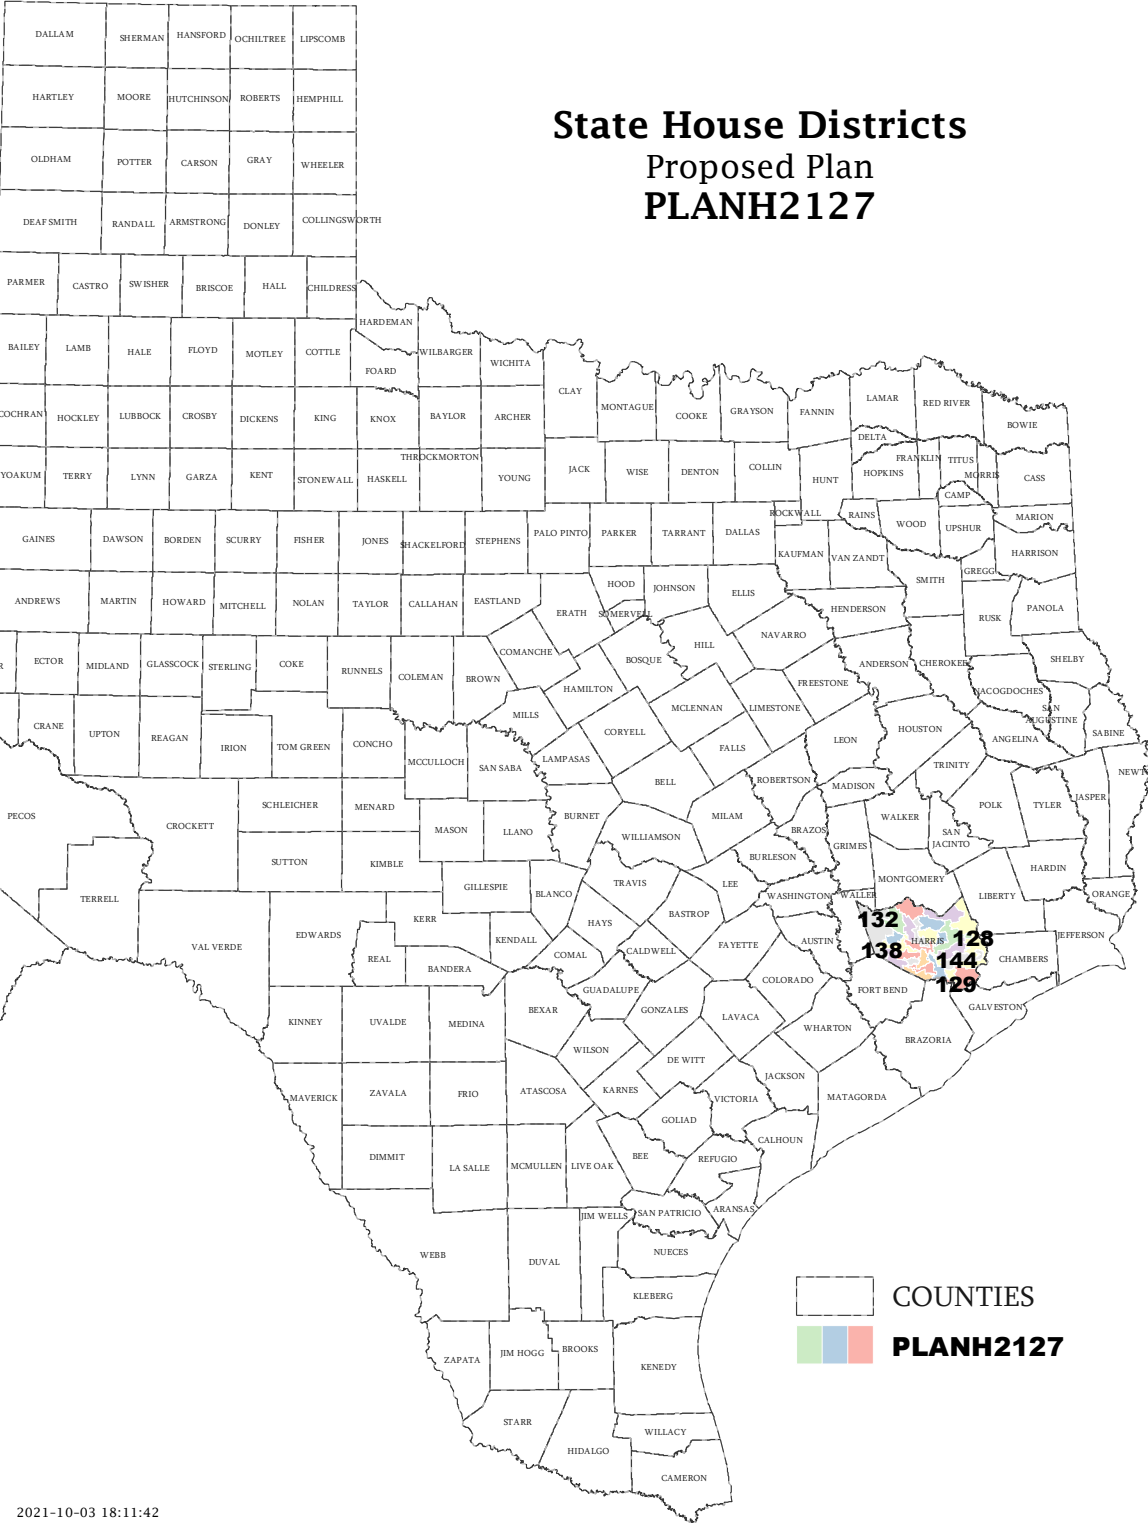 State House Districts
Proposed Plan
PLANH2127
DALLAM
SHERMAN
HANSFORD
OCHILTREE
LIPSCOMB
HARTLEY
MOORE
HUTCHINSON
ROBERTS
HEMPHILL
OLDHAM
POTTER
CARSON
GRAY
WHEELER
DEAF SMITH
RANDALL
ARMSTRONG
DONLEY
COLLINGSWORTH
PARMER
CASTRO
SWISHER
BRISCOE
HALL
CHILDRESS
HARDEMAN
BAILEY
LAMB
HALE
FLOYD
MOTLEY
COTTLE
FOARD
WILBARGER
WICHITA
CLAY
MONTAGUE
COOKE
GRAYSON
FANNIN
LAMAR
RED RIVER
BOWIE
COCHRAN
HOCKLEY
LUBBOCK
CROSBY
DICKENS
KING
KNOX
BAYLOR
ARCHER
DELTA
YOAKUM
TERRY
LYNN
GARZA
KENT
STONEWALL
HASKELL
THROCKMORTON
YOUNG
JACK
WISE
DENTON
COLLIN
HUNT
HOPKINS
FRANKLIN
TITUS
MORRIS
CASS
CAMP
ROCKWALL
RAINS
WOOD
UPSHUR
MARION
GAINES
DAWSON
BORDEN
SCURRY
FISHER
JONES
SHACKELFORD
STEPHENS
PALO PINTO
PARKER
TARRANT
DALLAS
KAUFMAN
VAN ZANDT
HARRISON
SMITH
GREGG
ANDREWS
MARTIN
HOWARD
MITCHELL
NOLAN
TAYLOR
CALLAHAN
EASTLAND
ERATH
HOOD
SOMERVELL
JOHNSON
ELLIS
HENDERSON
RUSK
PANOLA
R
ECTOR
MIDLAND
GLASSCOCK
STERLING
COKE
RUNNELS
COLEMAN
BROWN
COMANCHE
BOSQUE
HILL
NAVARRO
ANDERSON
CHEROKEE
SHELBY
CRANE
UPTON
REAGAN
IRION
TOM GREEN
CONCHO
MCCULLOCH
SAN SABA
MILLS
HAMILTON
LAMPASAS
CORYELL
MCLENNAN
LIMESTONE
FREESTONE
FALLS
LEON
HOUSTON
NACOGDOCHES
SAN
AUGUSTINE
ANGELINA
SABINE
PECOS
CROCKETT
SCHLEICHER
MENARD
MASON
LLANO
BURNET
BELL
MILAM
ROBERTSON
MADISON
TRINITY
WALKER
POLK
TYLER
JASPER
NEWT
TERRELL
SUTTON
KIMBLE
GILLESPIE
BLANCO
WILLIAMSON
TRAVIS
BURLESON
BRAZOS
GRIMES
SAN
JACINTO
MONTGOMERY
HARDIN
LIBERTY
ORANGE
VAL VERDE
EDWARDS
KERR
REAL
BANDERA
KENDALL
COMAL
HAYS
CALDWELL
BASTROP
LEE
FAYETTE
WASHINGTON
WALLER
AUSTIN
132
HARRIS
128
138
144
129
CHAMBERS
JEFFERSON
FORT BEND
GALVESTON
BRAZORIA
KINNEY
UVALDE
MEDINA
BEXAR
GUADALUPE
WILSON
GONZALES
LAVACA
COLORADO
WHARTON
MAVERICK
ZAVALA
FRIO
ATASCOSA
KARNES
DE WITT
JACKSON
VICTORIA
MATAGORDA
GOLIAD
CALHOUN
DIMMIT
LA SALLE
MCMULLEN
LIVE OAK
BEE
REFUGIO
ARANSAS
SAN PATRICIO
JIM WELLS
WEBB
DUVAL
NUECES
KLEBERG
ZAPATA
JIM HOGG
BROOKS
KENEDY
STARR
HIDALGO
WILLACY
CAMERON
COUNTIES
PLANH2127
2021-10-03 18:11:42